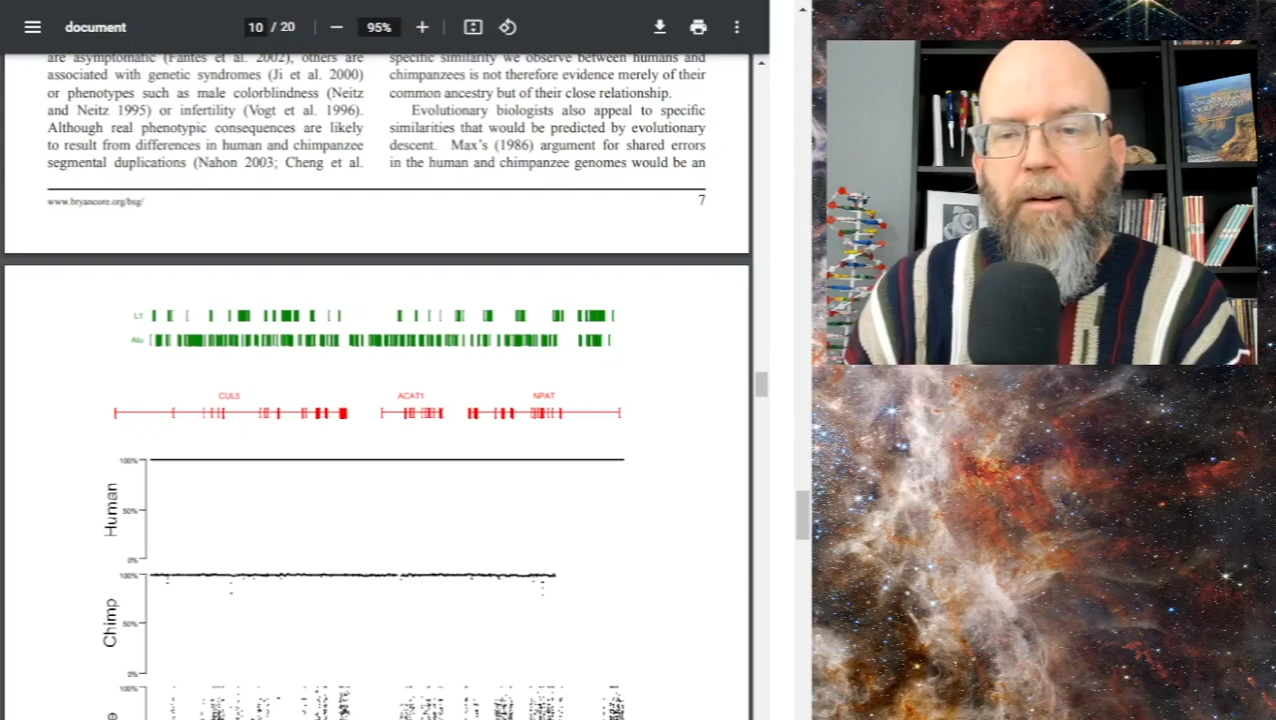 document
10 / 20
95%
are asymptomatic (Fantes et al. 2002), others are
associated with genetic syndromes (Ji et al. 2000)
or phenotypes such as male colorblindness (Neitz
and Neitz 1995) or infertility (Vogt et al. 1996).
Although real phenotypic consequences are likely
to result from differences in human and chimpanzee
segmental duplications (Nahon 2003; Cheng et al.
specific similarity we observe between humans and
chimpanzees is not therefore evidence merely of their
common ancestry but of their close relationship.
Evolutionary biologists also appeal to specific
similarities that would be predicted by evolutionary
descent. Max's (1986) argument for shared errors
in the human and chimpanzee genomes would be an
www.bryancore.org/bsg/
7
L1
Alu
CUL5
ACAT1
NPAT
Human
100%
50%
0%
Chimp
100%
50%
0%
100%